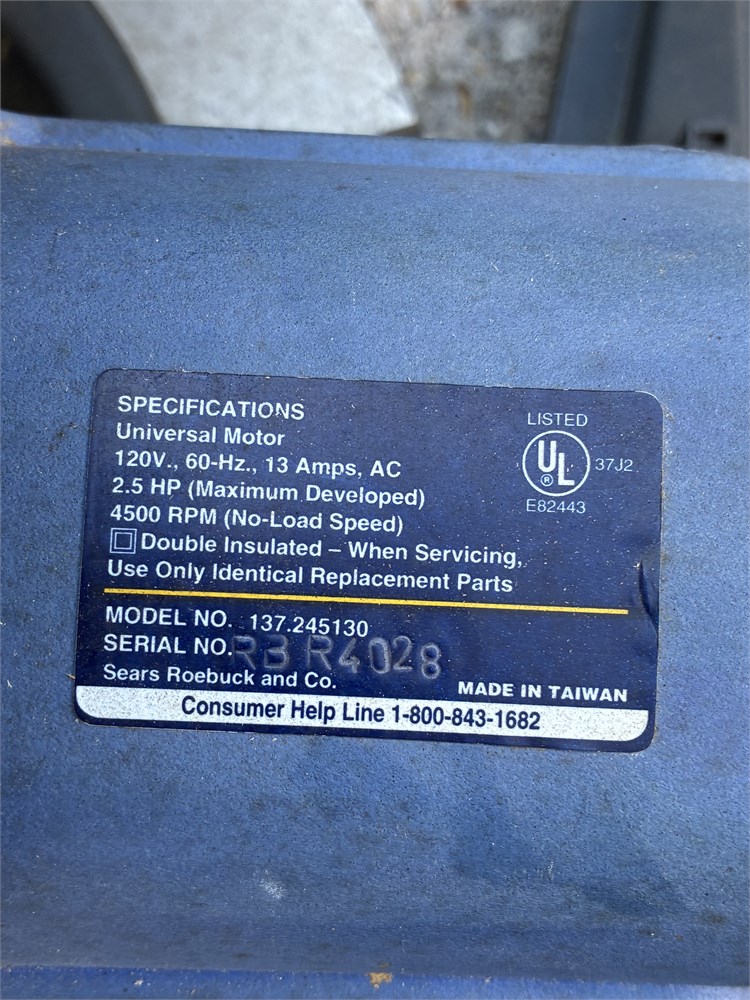 SPECIFICATIONS
Universal Motor
120V., 60-Hz., 13 Amps, AC
2.5 HP (Maximum Developed)
4500 RPM (No-Load Speed)
Double Insulated – When Servicing,
Use Only Identical Replacement Parts
LISTED
UL ®
37J2
E82443
MODEL NO. 137.245130
SERIAL NO. RB R4028
Sears Roebuck and Co.
MADE IN TAIWAN
Consumer Help Line 1-800-843-1682